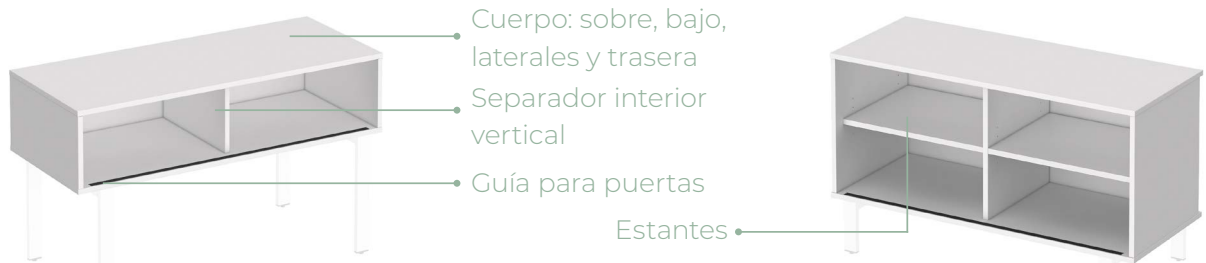 Cuerpo: sobre, bajo,
laterales y trasera
Separador interior
vertical
Guía para puertas
Estantes